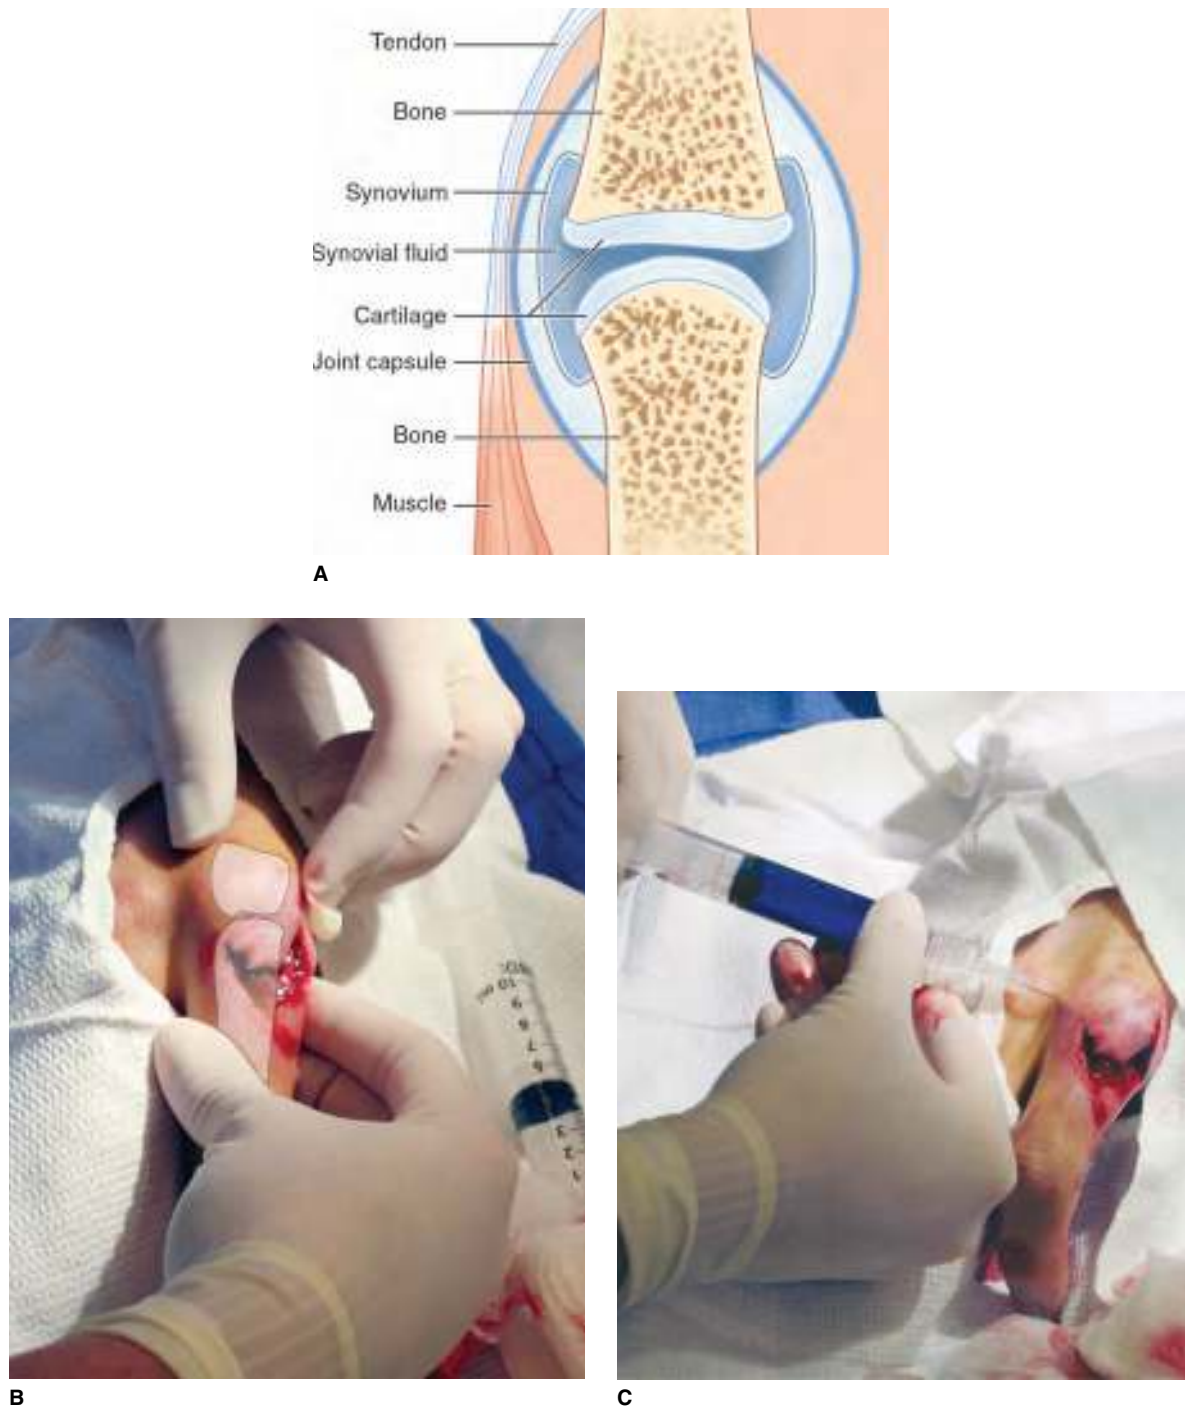 Tendon
Bone
Synovium
Synovial fluid
Cartilage
Joint capsule
Bone
Muscle
A
B
C